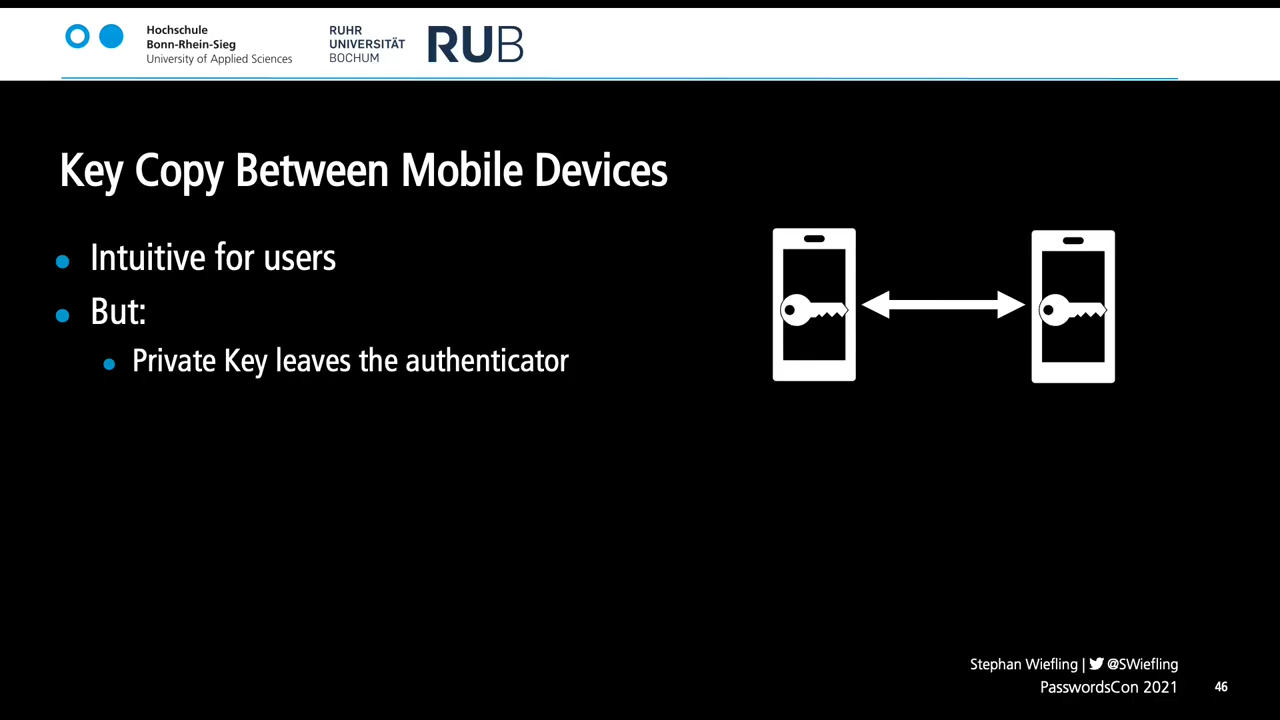 Hochschule
Bonn-Rhein-Sieg
University of Applied Sciences
RUHR
UNIVERSITÄT
BOCHUM
RUB
Key Copy Between Mobile Devices
Intuitive for users
But:
Private Key leaves the authenticator
Stephan Wiefling | @SWiefling
PasswordsCon 2021
46